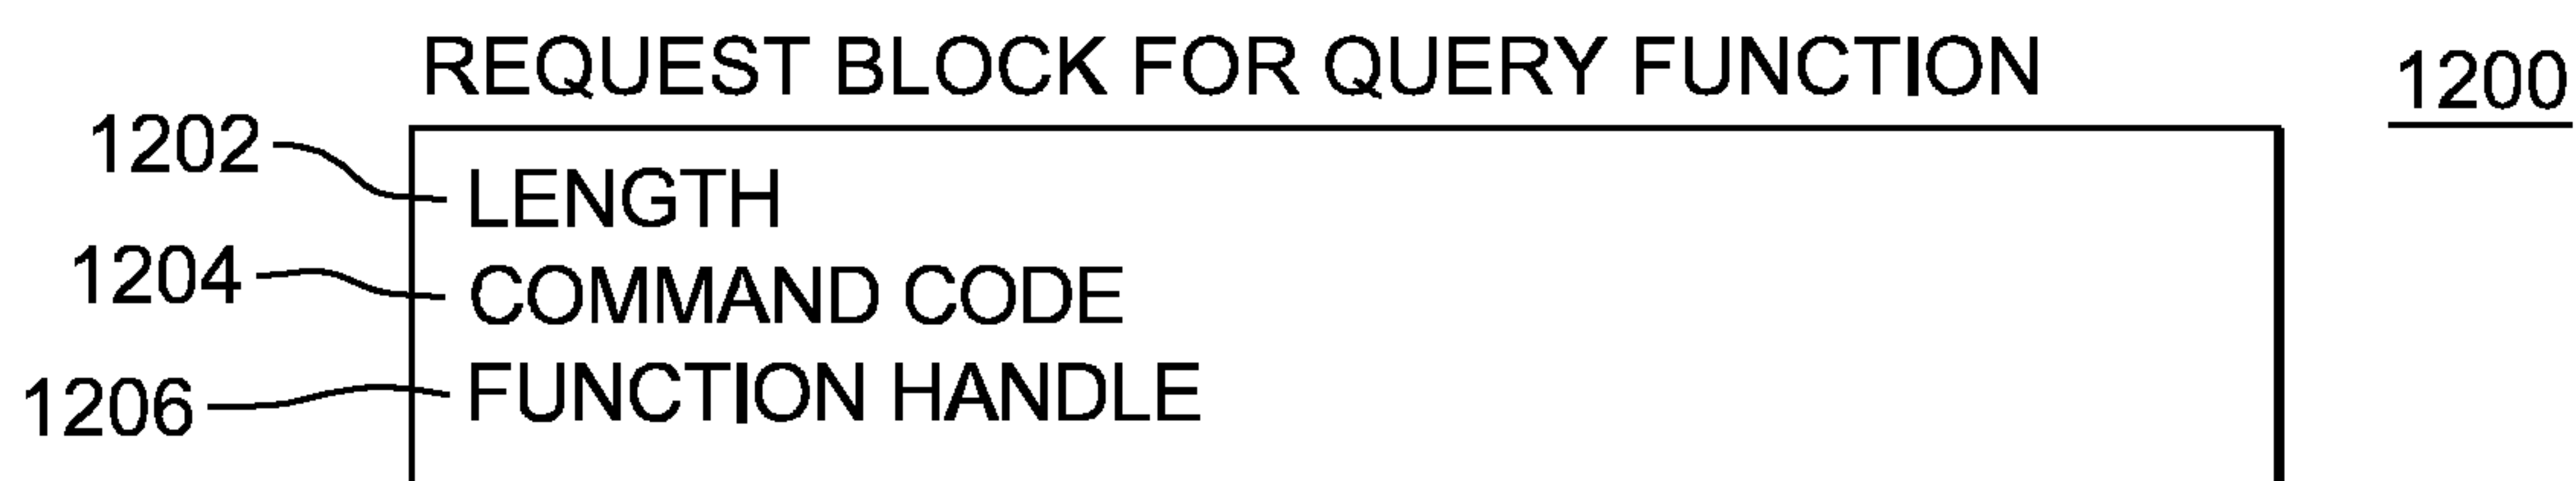 REQUEST BLOCK FOR QUERY FUNCTION 1200
1202 LENGTH
1204 COMMAND CODE
1206 FUNCTION HANDLE